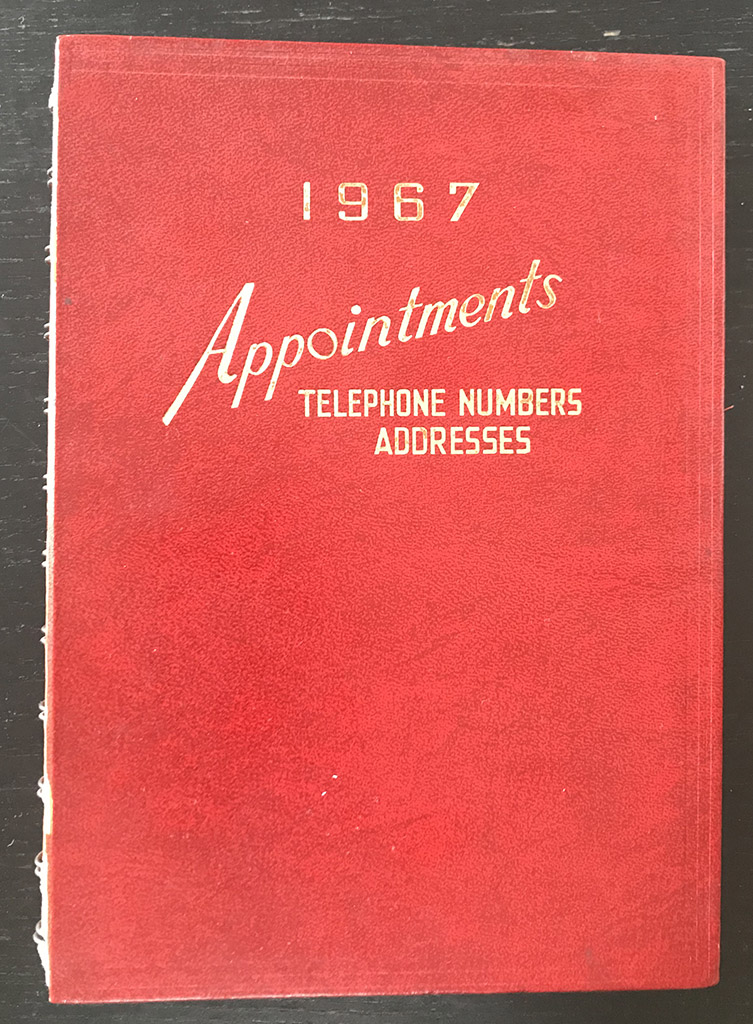 1967
Appointments
TELEPHONE NUMBERS
ADDRESSES